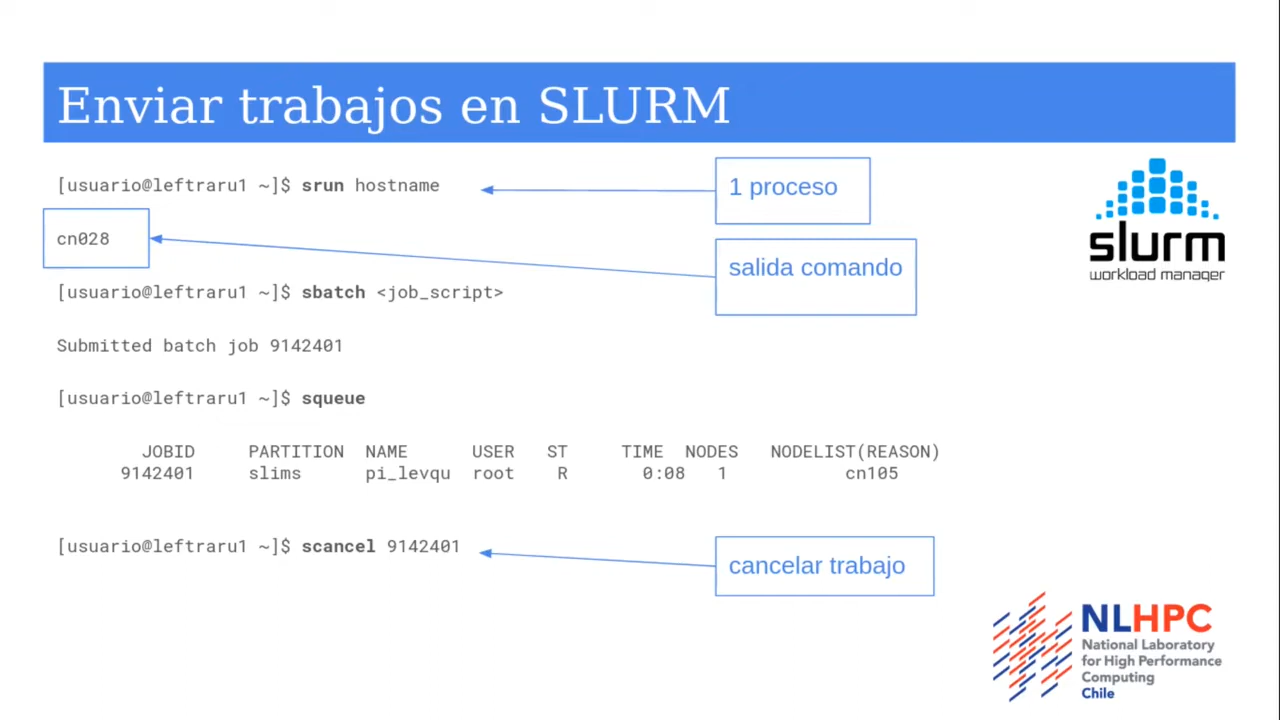 Enviar trabajos en SLURM
[usuario@leftraru1 ~]$ srun hostname
1 proceso
cn028
salida comando
[usuario@leftraru1 ~]$ sbatch <job_script>
Submitted batch job 9142401
[usuario@leftraru1 ~]$ squeue
JOBID PARTITION NAME USER ST TIME NODES NODELIST(REASON)
9142401 slims pi_levqu root R 0:08 1 cn105
[usuario@leftraru1 ~]$ scancel 9142401
cancelar trabajo
slurm
workload manager
NLHPC
National Laboratory
for High Performance
Computing
Chile